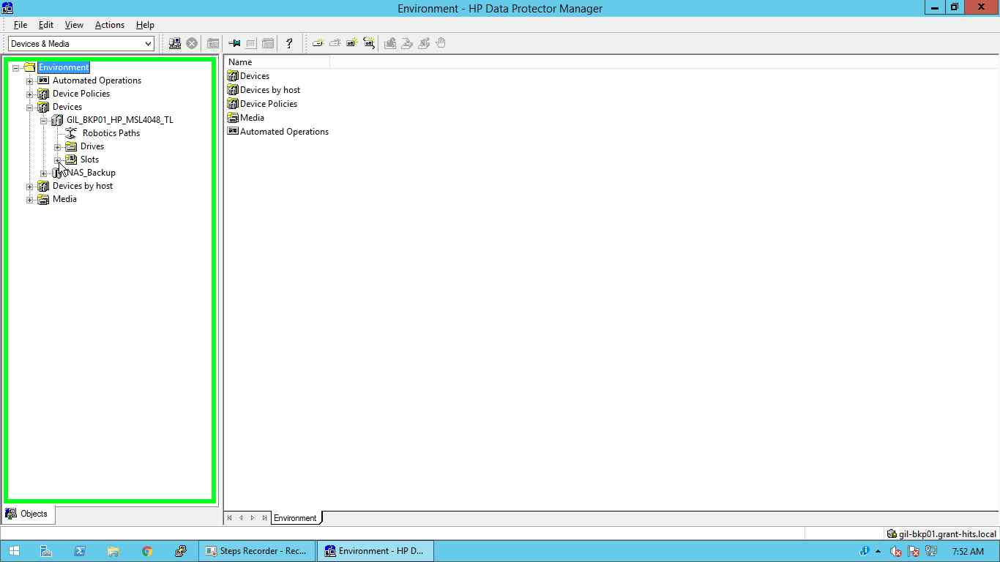 Environment - HP Data Protector Manager
File Edit View Actions Help
Devices & Media
Environment
Automated Operations
Device Policies
Devices
GIL_BKP01_HP_MSL4048_TL
Robotics Paths
Drives
Slots
NAS_Backup
Devices by host
Media
Objects
Name
Devices
Devices by host
Device Policies
Media
Automated Operations
Environment
gil-bkp01.grant-hits.local
Steps Recorder - Rec...
Environment - HP D...
7:52 AM